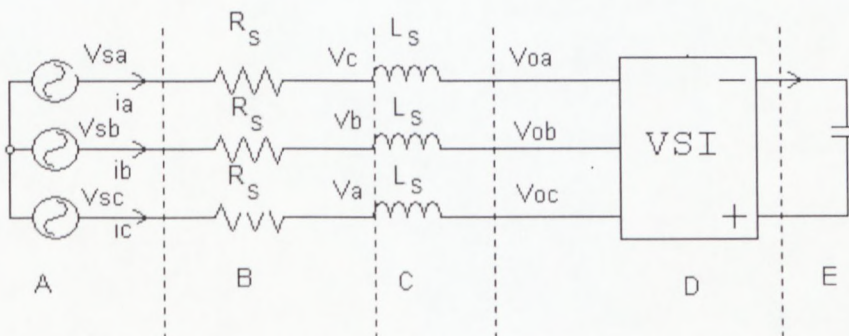 Rs
Vsa
Vc
Ls
Voa
ia
Rs
Vsb
Vb
Ls
Vob
−
VSI
ib
Rs
Vsc
Va
Ls
Voc
ic
+
A
B
C
D
E